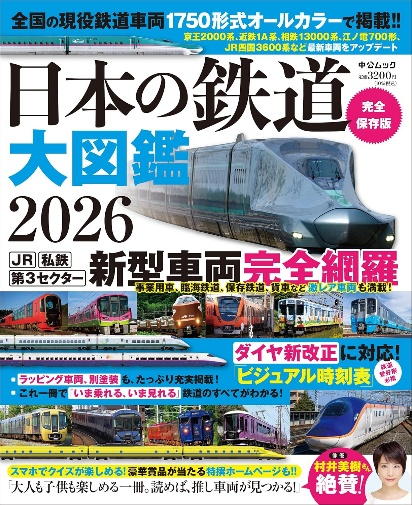 全国の現役鉄道車両1750形式オールカラーで掲載!!
京王2000系、近鉄1A系、相鉄13000系、江ノ電700形、
JR四国3600系など最新車両をアップデート
中公ムック
定価3200円
日本の鉄道
完全
保存版
大図鑑
2026
JR 私鉄
第3セクター
新型車両完全網羅
事業用車、臨海鉄道、保存鉄道、貨車など激レア車両も満載!
ダイヤ新改正に対応!
「ビジュアル時刻表」
・ラッピング車両、別塗装も、たっぷり充実掲載!
・これ一冊で「いま乗れる、いま見れる」鉄道のすべてがわかる!
スマホでクイズが楽しめる!豪華賞品が当たる特撰ホームページも!!
「大人も子供も楽しめる一冊。読めば、推し車両が見つかる!」
俳優
村井美樹さん
絶賛!